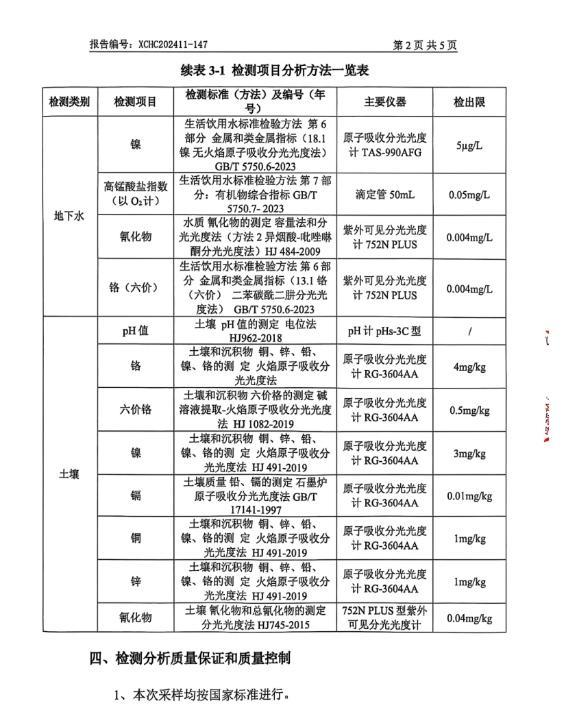 报告编号：XCHC202411-147 第 2 页 共 5 页
续表 3-1 检测项目分析方法一览表
检测类别 检测项目 检测标准（方法）及编号（年
号） 主要仪器 检出限
地下水
镍
生活饮用水标准检验方法 第 6
部分 金属和类金属指标（18.1
镍 无火焰原子吸收分光光度法）
GB/T 5750.6-2023
原子吸收分光光度
计 TAS-990AFG
5μg/L
高锰酸盐指数
（以 O₂计）
生活饮用水标准检验方法 第 7 部
分：有机物综合指标 GB/T
5750.7- 2023
滴定管 50mL
0.05mg/L
氰化物
水质 氰化物的测定 容量法和分
光光度法（方法 2 异烟酸-吡唑啉
酮分光光度法）HJ 484-2009
紫外可见分光光度
计 752N PLUS
0.004mg/L
铬（六价）
生活饮用水标准检验方法 第 6 部
分 金属和类金属指标（13.1 铬
（六价） 二苯碳酰二肼分光光
度法） GB/T 5750.6-2023
紫外可见分光光度
计 752N PLUS
0.004mg/L
土壤
pH 值
土壤 pH 值的测定 电位法
HJ962-2018
pH 计 pHs-3C 型
/
铬
土壤和沉积物 铜、锌、铅、
镍、铬的测 定 火焰原子吸收分
光光度法
原子吸收分光光度
计 RG-3604AA
4mg/kg
六价铬
土壤和沉积物 六价铬的测定 碱
溶液提取-火焰原子吸收分光光度
法 HJ 1082-2019
原子吸收分光光度
计 RG-3604AA
0.5mg/kg
镍
土壤和沉积物 铜、锌、铅、
镍、铬的测 定 火焰原子吸收分
光光度法 HJ 491-2019
原子吸收分光光度
计 RG-3604AA
3mg/kg
镉
土壤质量 铅、镉的测定 石墨炉
原子吸收分光光度法 GB/T
17141-1997
原子吸收分光光度
计 RG-3604AA
0.01mg/kg
铜
土壤和沉积物 铜、锌、铅、
镍、铬的测 定 火焰原子吸收分
光光度法 HJ 491-2019
原子吸收分光光度
计 RG-3604AA
1mg/kg
锌
土壤和沉积物 铜、锌、铅、
镍、铬的测 定 火焰原子吸收分
光光度法 HJ 491-2019
原子吸收分光光度
计 RG-3604AA
1mg/kg
氰化物
土壤 氰化物和总氰化物的测定
分光光度法 HJ745-2015
752N PLUS 型紫外
可见分光光度计
0.04mg/kg
四、检测分析质量保证和质量控制
1、本次采样均按国家标准进行。